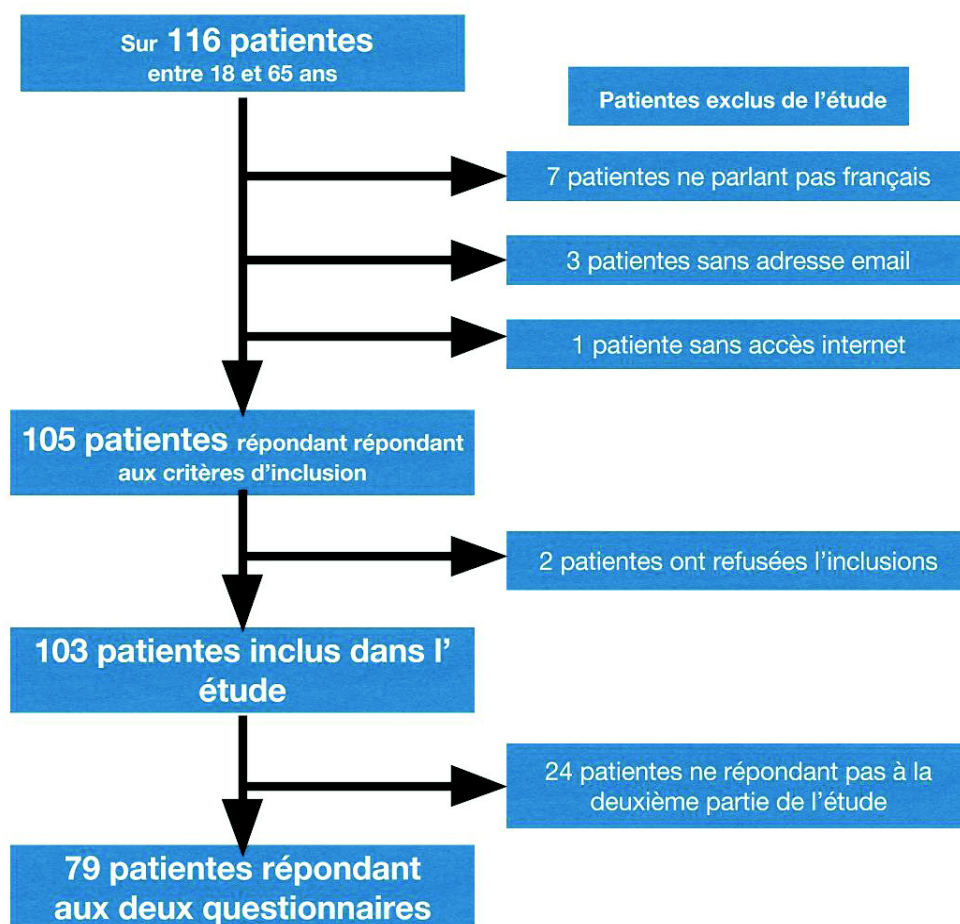 Sur 116 patientes
entre 18 et 65 ans
Patientes exclus de l'étude
7 patientes ne parlant pas français
3 patientes sans adresse email
1 patiente sans accès internet
105 patientes répondant répondant
aux critères d'inclusion
2 patientes ont refusées l'inclusions
103 patientes inclus dans l'
étude
24 patientes ne répondant pas à la
deuxième partie de l'étude
79 patientes répondant
aux deux questionnaires